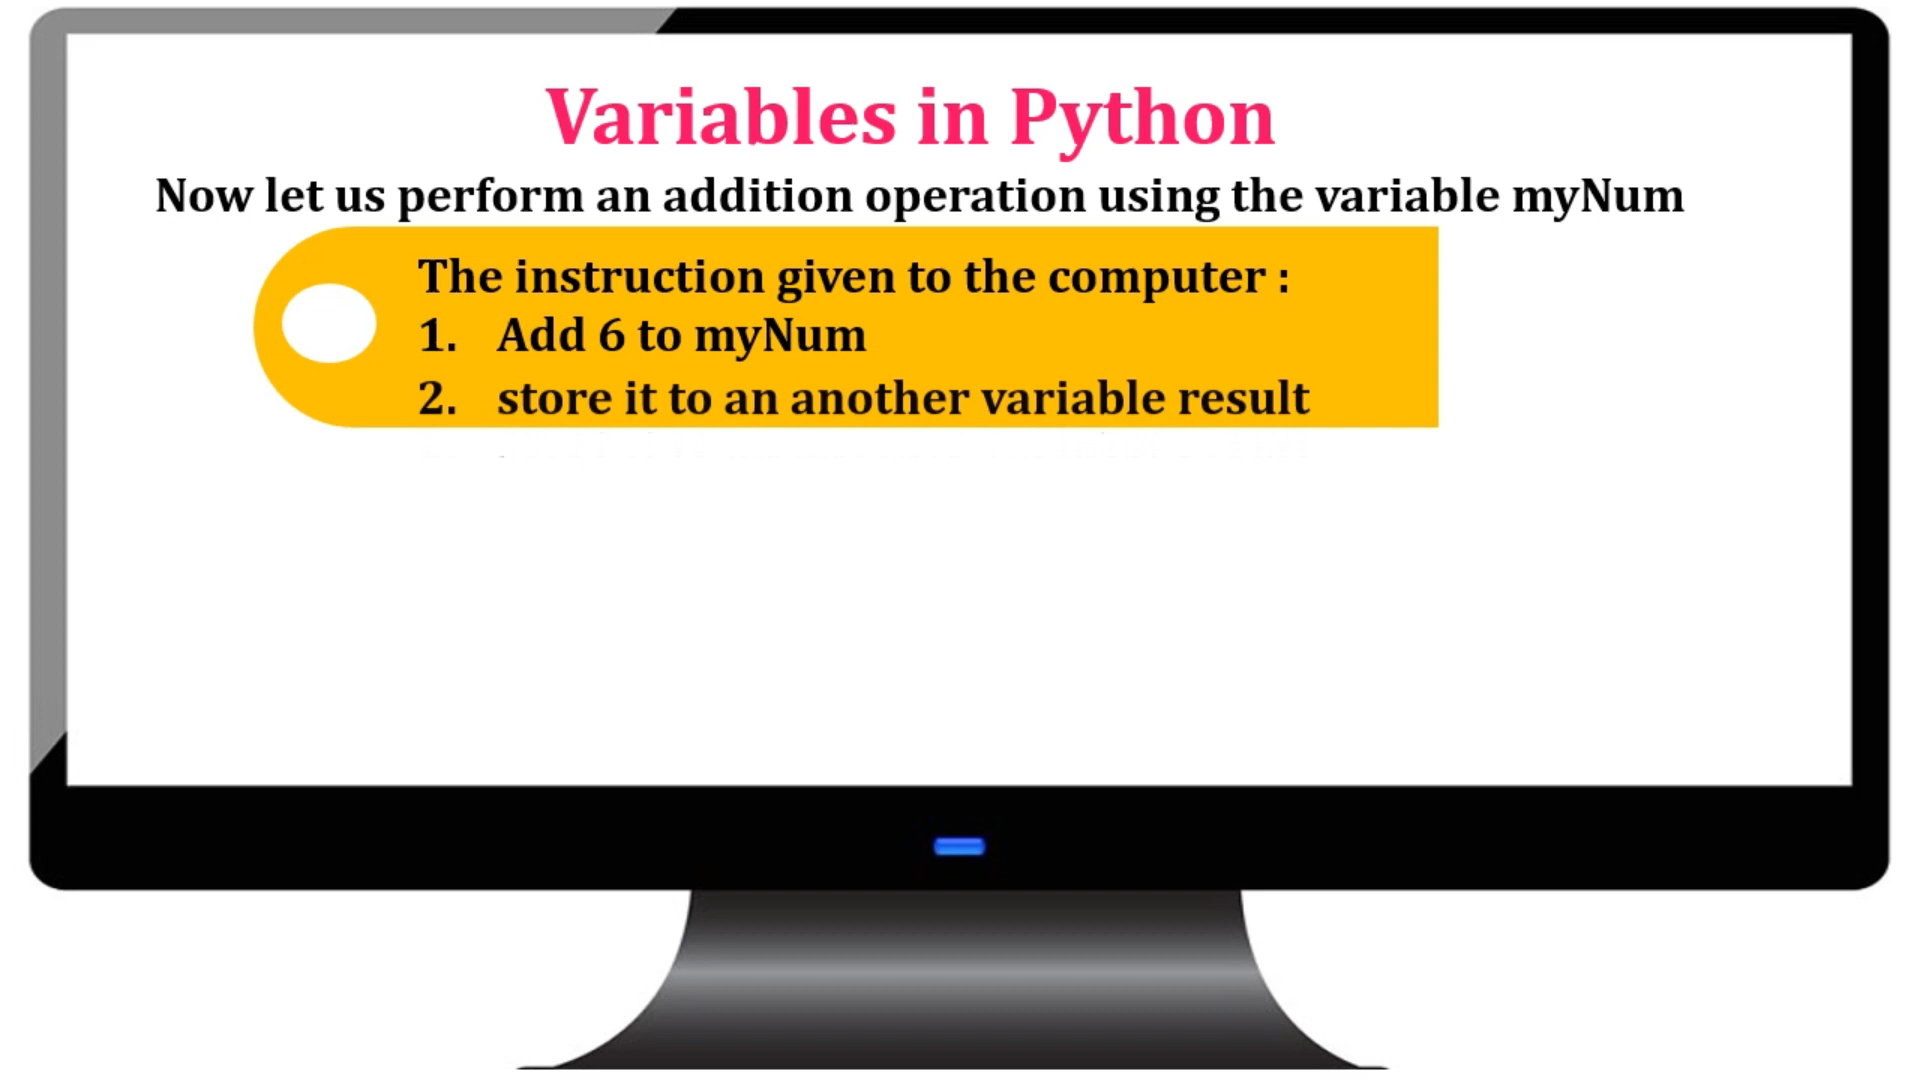 Variables in Python
Now let us perform an addition operation using the variable myNum
The instruction given to the computer :
1. Add 6 to myNum
2. store it to an another variable result